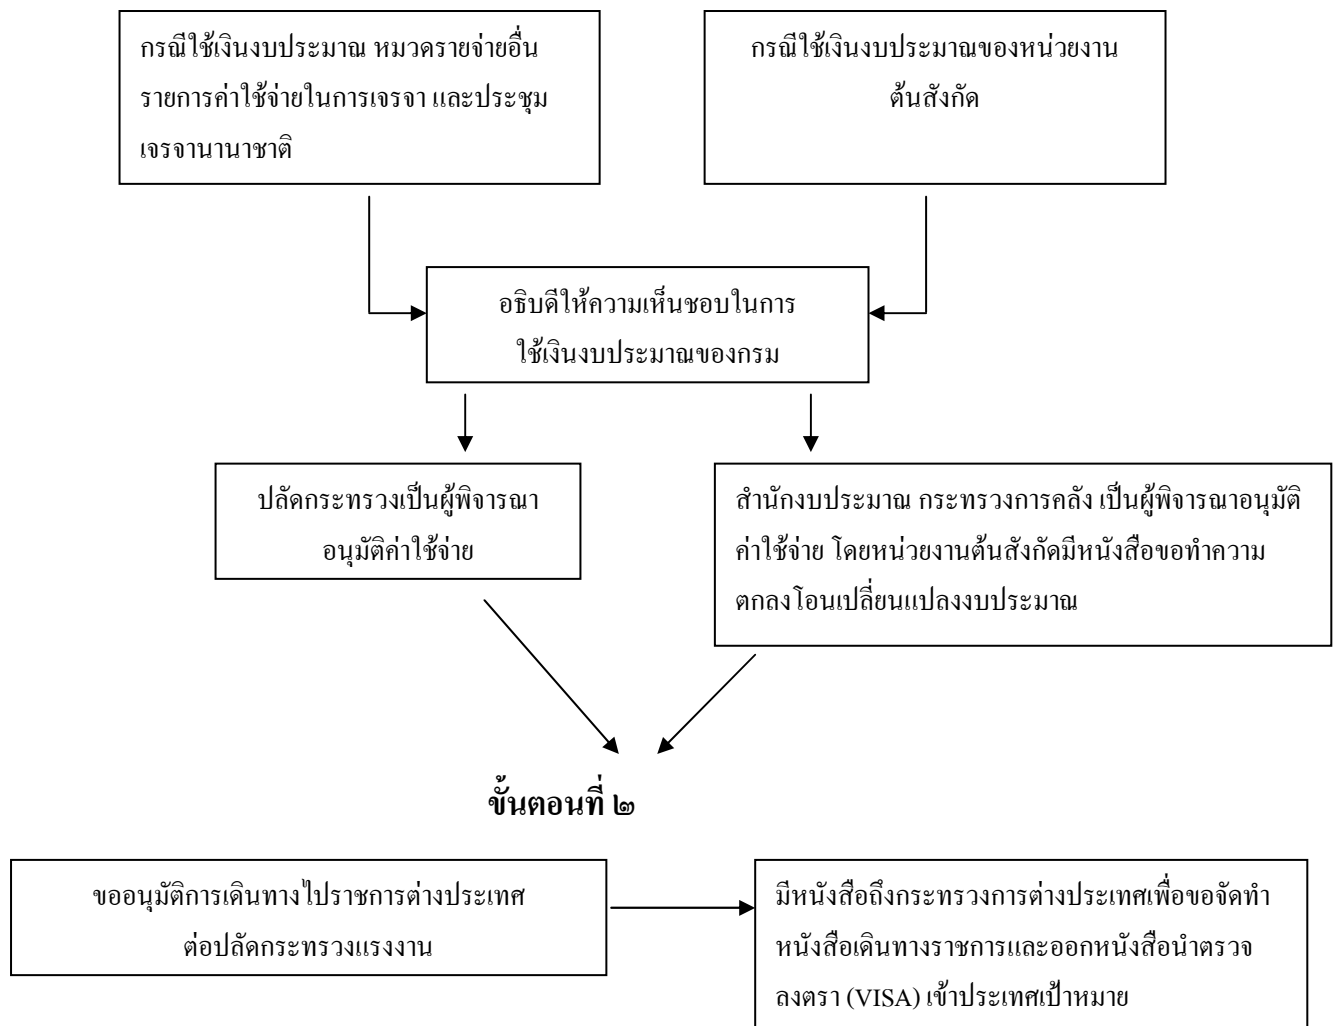 กรณีใช้เงินงบประมาณ หมวดรายจ่ายอื่น
รายการค่าใช้จ่ายในการเจรจา และประชุม
เจรจานานาชาติ
กรณีใช้เงินงบประมาณของหน่วยงาน
ต้นสังกัด
อธิบดีให้ความเห็นชอบในการ
ใช้เงินงบประมาณของกรม
ปลัดกระทรวงเป็นผู้พิจารณา
อนุมัติค่าใช้จ่าย
สำนักงบประมาณ กระทรวงการคลัง เป็นผู้พิจารณาอนุมัติ
ค่าใช้จ่าย โดยหน่วยงานต้นสังกัดมีหนังสือขอทำความ
ตกลงโอนเปลี่ยนแปลงงบประมาณ
ขั้นตอนที่ ๒
ขออนุมัติการเดินทางไปราชการต่างประเทศ
ต่อปลัดกระทรวงแรงงาน
มีหนังสือถึงกระทรวงการต่างประเทศเพื่อขอจัดทำ
หนังสือเดินทางราชการและออกหนังสือนำตรวจ
ลงตรา (VISA) เข้าประเทศเป้าหมาย